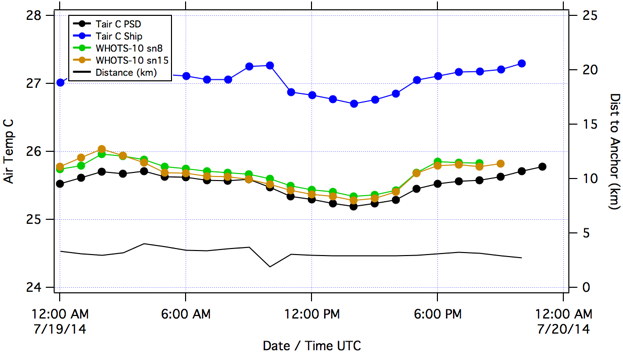 28
27
26
25
24
Air Temp C
Tair C PSD
Tair C Ship
WHOTS-10 sn8
WHOTS-10 sn15
Distance (km)
25
20
15
10
5
0
Dist to Anchor (km)
12:00 AM 6:00 AM 12:00 PM 6:00 PM 12:00 AM
7/19/14 7/20/14
Date / Time UTC